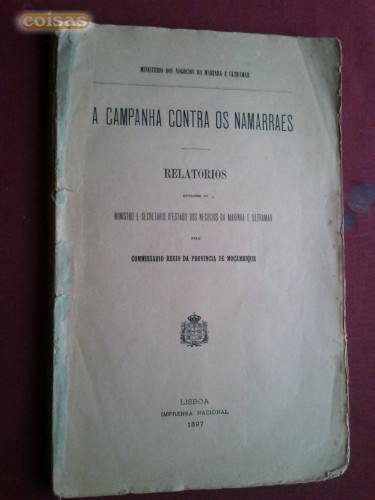 coisas
MINISTERIO DOS NEGOCIOS DA MARINHA E ULTRAMAR
A CAMPANHA CONTRA OS NAMARRAES
RELATORIOS
MINISTRO E SECRETARIO D'ESTADO DOS NEGOCIOS DA MARINHA E ULTRAMAR
PELO
COMMISSARIO REGIO DA PROVINCIA DE MOÇAMBIQUE
LISBOA
IMPRENSA NACIONAL
1897